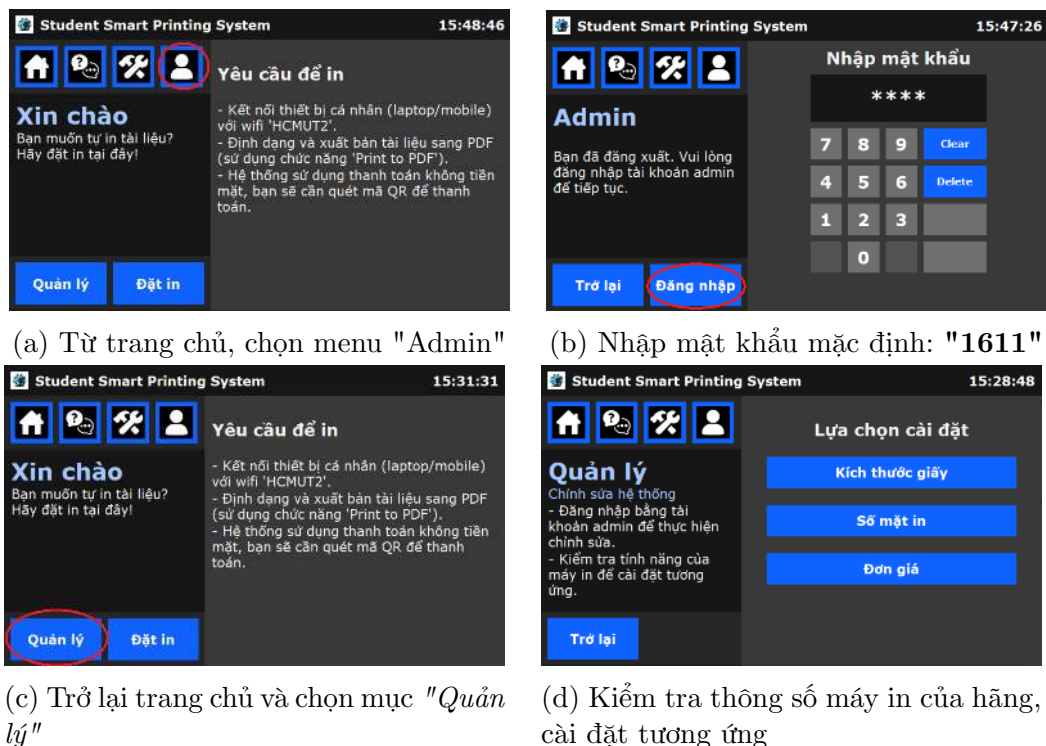 Student Smart Printing System 15:48:46
Yêu cầu để in
Xin chào
Bạn muốn tự in tài liệu?
Hãy đặt in tại đây!
- Kết nối thiết bị cá nhân (laptop/mobile)
với wifi 'HCMUT2'.
- Định dạng và xuất bản tài liệu sang PDF
(sử dụng chức năng 'Print to PDF').
- Hệ thống sử dụng thanh toán không tiền
mặt, bạn sẽ cần quét mã QR để thanh
toán.
Quản lý Đặt in
(a) Từ trang chủ, chọn menu "Admin"
Student Smart Printing System 15:47:26
Nhập mật khẩu
****
Admin
Bạn đã đăng xuất. Vui lòng
đăng nhập tài khoản admin
để tiếp tục.
7 8 9 Clear
4 5 6 Delete
1 2 3
0
Trở lại Đăng nhập
(b) Nhập mật khẩu mặc định: "1611"
Student Smart Printing System 15:31:31
Yêu cầu để in
Xin chào
Bạn muốn tự in tài liệu?
Hãy đặt in tại đây!
- Kết nối thiết bị cá nhân (laptop/mobile)
với wifi 'HCMUT2'.
- Định dạng và xuất bản tài liệu sang PDF
(sử dụng chức năng 'Print to PDF').
- Hệ thống sử dụng thanh toán không tiền
mặt, bạn sẽ cần quét mã QR để thanh
toán.
Quản lý Đặt in
(c) Trở lại trang chủ và chọn mục "Quản
lý"
Student Smart Printing System 15:28:48
Lựa chọn cài đặt
Quản lý
Chỉnh sửa hệ thống
- Đăng nhập bằng tài
khoản admin để thực hiện
chỉnh sửa.
- Kiểm tra tính năng của
máy in để cài đặt tương
ứng.
Kích thước giấy
Số mặt in
Đơn giá
Trở lại
(d) Kiểm tra thông số máy in của hãng,
cài đặt tương ứng